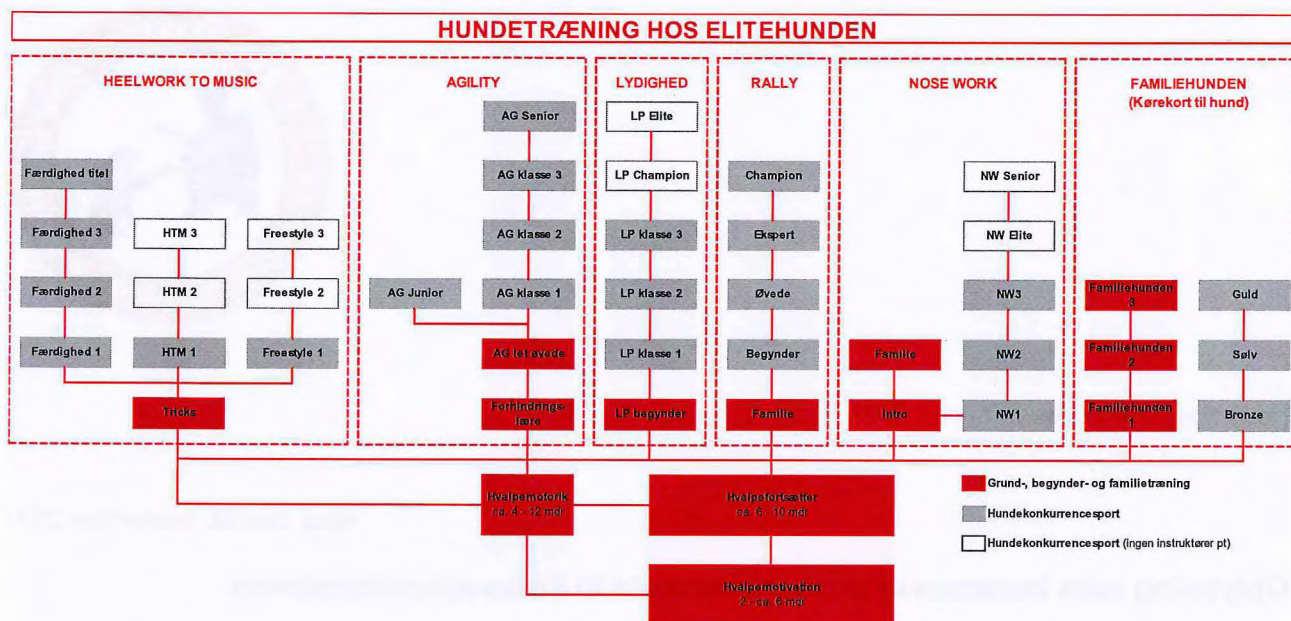 HUNDETRÆNING HOS ELITEHUNDEN
HEELWORK TO MUSIC
Færdighed titel
Færdighed 3
HTM 3
Freestyle 3
Færdighed 2
HTM 2
Freestyle 2
Færdighed 1
HTM 1
Freestyle 1
Tricks
AGILITY
AG Senior
AG klasse 3
AG klasse 2
AG Junior
AG klasse 1
AG let øvede
Forhindrings-
lære
LYDIGHED
LP Elite
LP Champion
LP klasse 3
LP klasse 2
LP klasse 1
LP begynder
RALLY
Champion
Ekspert
Øvede
Begynder
Familie
NOSE WORK
NW Senior
NW Elite
NW3
Familie
NW2
Intro
NW1
FAMILIEHUNDEN
(Kørekort til hund)
Familiehunden
3
Guld
Familiehunden
2
Sølv
Familiehunden
1
Bronze
Hvalpemotorik
ca. 4 - 12 mdr
Hvalpefortsætter
ca. 6 - 10 mdr
Hvalpemotivation
2 - ca. 6 mdr
Grund-, begynder- og familietræning
Hundekonkurrencesport
Hundekonkurrencesport (ingen instruktører pt)